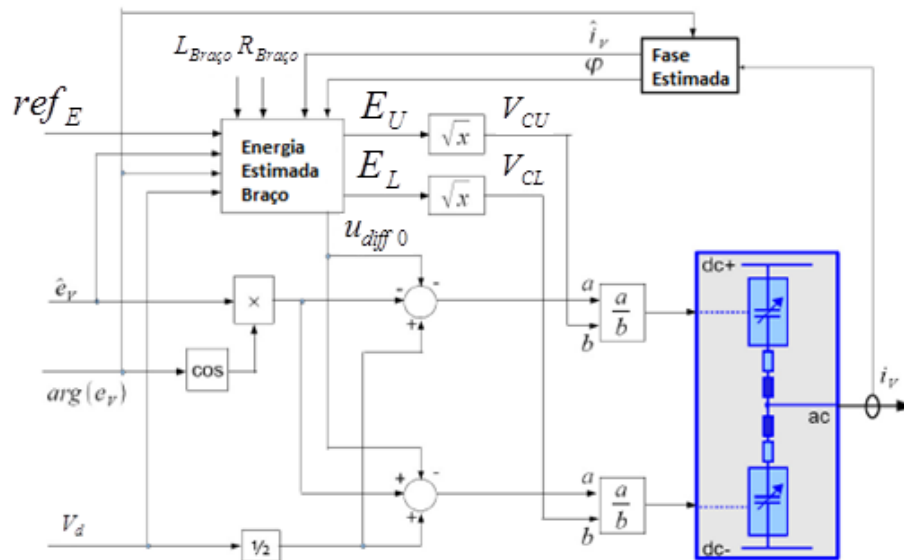 L_Braço R_Braço
î_v
φ
Fase
Estimada
ref_E
Energia
Estimada
Braço
E_U
√x
V_CU
E_L
√x
V_CL
u_diff 0
ê_v
×
-
-
+
a
b
a/b
dc+
cos
arg(e_v)
i_v
ac
+
-
+
a
b
a/b
V_d
½
dc-